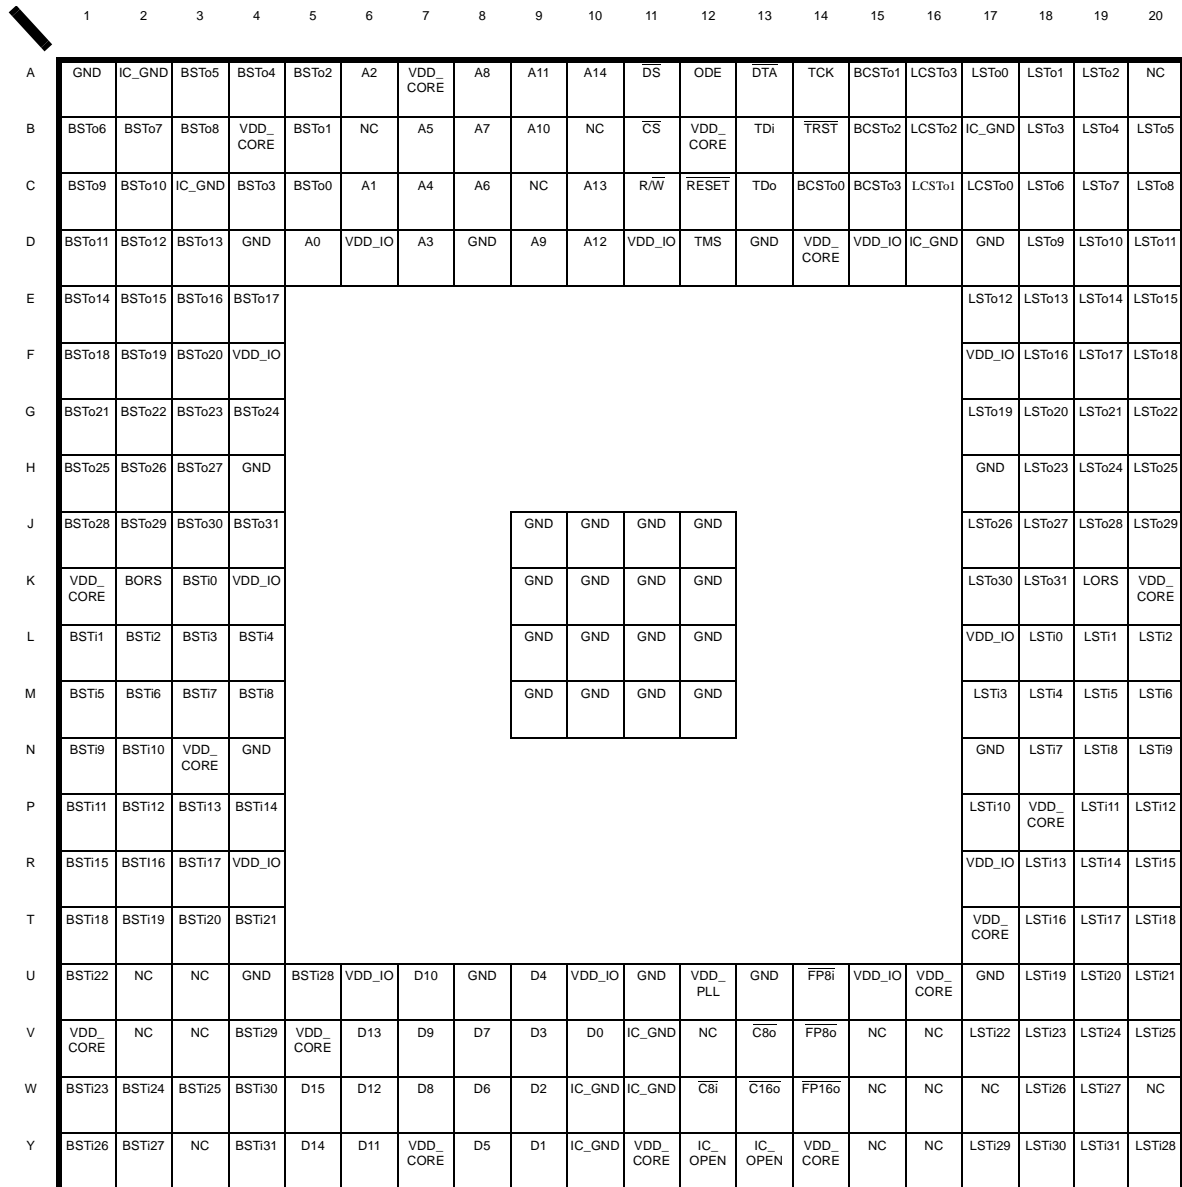 1 2 3 4 5 6 7 8 9 10 11 12 13 14 15 16 17 18 19 20
A GND IC_GND BSTo5 BSTo4 BSTo2 A2 VDD_CORE A8 A11 A14 D̅S̅ ODE D̅T̅A̅ TCK BCSTo1 LCSTo3 LSTo0 LSTo1 LSTo2 NC
B BSTo6 BSTo7 BSTo8 VDD_CORE BSTo1 NC A5 A7 A10 NC C̅S̅ VDD_CORE TDi T̅R̅S̅T̅ BCSTo2 LCSTo2 IC_GND LSTo3 LSTo4 LSTo5
C BSTo9 BSTo10 IC_GND BSTo3 BSTo0 A1 A4 A6 NC A13 R/W̅ R̅E̅S̅E̅T̅ TDo BCSTo0 BCSTo3 LCSTo1 LCSTo0 LSTo6 LSTo7 LSTo8
D BSTo11 BSTo12 BSTo13 GND A0 VDD_IO A3 GND A9 A12 VDD_IO TMS GND VDD_CORE VDD_IO IC_GND GND LSTo9 LSTo10 LSTo11
E BSTo14 BSTo15 BSTo16 BSTo17 LSTo12 LSTo13 LSTo14 LSTo15
F BSTo18 BSTo19 BSTo20 VDD_IO VDD_IO LSTo16 LSTo17 LSTo18
G BSTo21 BSTo22 BSTo23 BSTo24 LSTo19 LSTo20 LSTo21 LSTo22
H BSTo25 BSTo26 BSTo27 GND GND LSTo23 LSTo24 LSTo25
J BSTo28 BSTo29 BSTo30 BSTo31 GND GND GND GND LSTo26 LSTo27 LSTo28 LSTo29
K VDD_CORE BORS BSTi0 VDD_IO GND GND GND GND LSTo30 LSTo31 LORS VDD_CORE
L BSTi1 BSTi2 BSTi3 BSTi4 GND GND GND GND VDD_IO LSTi0 LSTi1 LSTi2
M BSTi5 BSTi6 BSTi7 BSTi8 GND GND GND GND LSTi3 LSTi4 LSTi5 LSTi6
N BSTi9 BSTi10 VDD_CORE GND GND LSTi7 LSTi8 LSTi9
P BSTi11 BSTi12 BSTi13 BSTi14 LSTi10 VDD_CORE LSTi11 LSTi12
R BSTi15 BSTI16 BSTi17 VDD_IO VDD_IO LSTi13 LSTi14 LSTi15
T BSTi18 BSTi19 BSTi20 BSTi21 VDD_CORE LSTi16 LSTi17 LSTi18
U BSTi22 NC NC GND BSTi28 VDD_IO D10 GND D4 VDD_IO GND VDD_PLL GND F̅P̅8̅i̅ VDD_IO VDD_CORE GND LSTi19 LSTi20 LSTi21
V VDD_CORE NC NC BSTi29 VDD_CORE D13 D9 D7 D3 D0 IC_GND NC C̅8̅o̅ F̅P̅8̅o̅ NC NC LSTi22 LSTi23 LSTi24 LSTi25
W BSTi23 BSTi24 BSTi25 BSTi30 D15 D12 D8 D6 D2 IC_GND IC_GND C̅8̅i̅ C̅1̅6̅o̅ F̅P̅1̅6̅o̅ NC NC NC LSTi26 LSTi27 NC
Y BSTi26 BSTi27 NC BSTi31 D14 D11 VDD_CORE D5 D1 IC_GND VDD_CORE IC_OPEN IC_OPEN VDD_CORE NC NC LSTi29 LSTi30 LSTi31 LSTi28